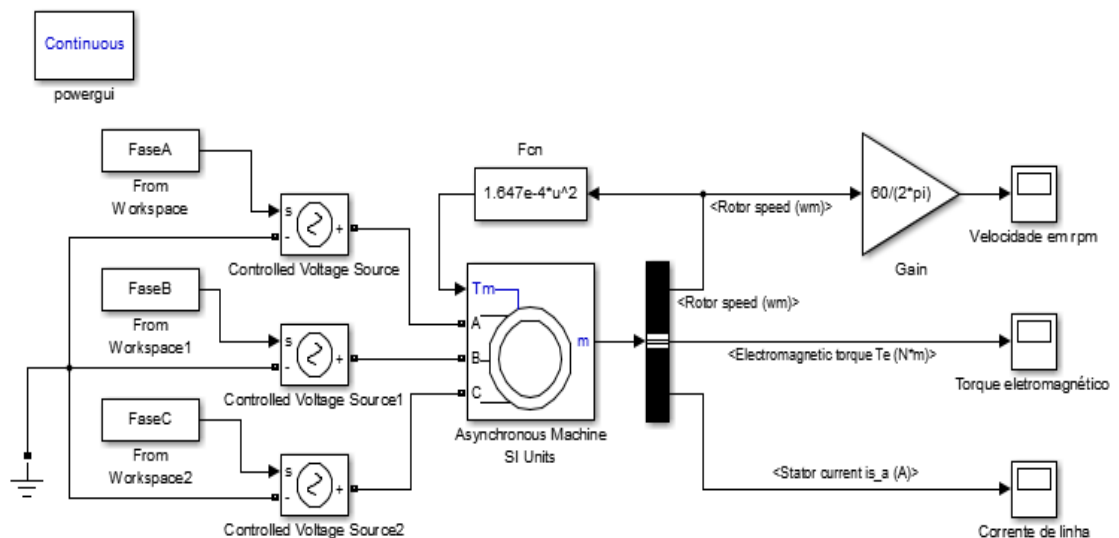 Continuous
powergui
FaseA
From
Workspace
s
-
+
Controlled Voltage Source
FaseB
From
Workspace1
s
-
+
Controlled Voltage Source1
FaseC
From
Workspace2
s
-
+
Controlled Voltage Source2
Fcn
1.647e-4*u^2
Tm
A
B
C
m
Asynchronous Machine
SI Units
<Rotor speed (wm)>
60/(2*pi)
Gain
Velocidade em rpm
<Rotor speed (wm)>
<Electromagnetic torque Te (N*m)>
Torque eletromagnético
<Stator current is_a (A)>
Corrente de linha